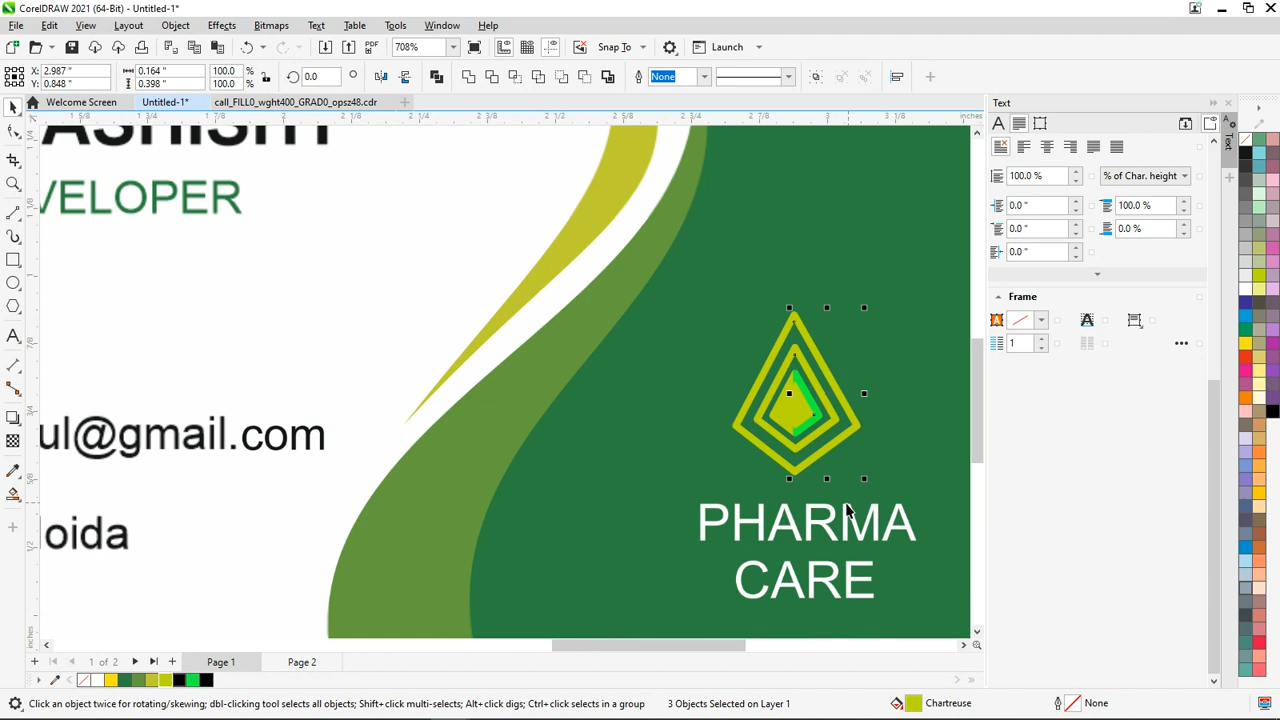 CorelDRAW 2021 (64-Bit) - Untitled-1*
File Edit View Layout Object Effects Bitmaps Text Table Tools Window Help
708% Snap To Launch
X: 2.987 " 0.164 " 100.0 % 0.0 None
Y: 0.848 " 0.398 " 100.0 %
Welcome Screen Untitled-1* call_FILL0_wght400_GRAD0_opsz48.cdr
inches
Text
ASHISH
VELOPER
ul@gmail.com
oida
PHARMA
CARE
100.0 % % of Char. height
0.0 " 100.0 %
0.0 " 0.0 %
0.0 "
Frame
1
Text
1 of 2 Page 1 Page 2
Click an object twice for rotating/skewing; dbl-clicking tool selects all objects; Shift+click multi-selects; Alt+click digs; Ctrl+click selects in a group 3 Objects Selected on Layer 1 Chartreuse None